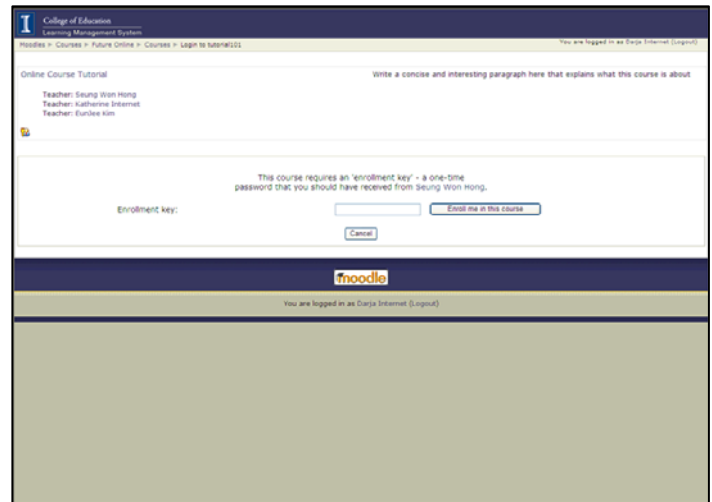 I
College of Education
Learning Management System
Moodles ► Courses ► Future Online ► Courses ► Login to tutorial101
You are logged in as Darja Internet (Logout)
Online Course Tutorial
Write a concise and interesting paragraph here that explains what this course is about
Teacher: Seung Won Hong
Teacher: Katherine Internet
Teacher: EunJee Kim
This course requires an 'enrollment key' - a one-time
password that you should have received from Seung Won Hong.
Enrollment key:
Enroll me in this course
Cancel
moodle
You are logged in as Darja Internet (Logout)